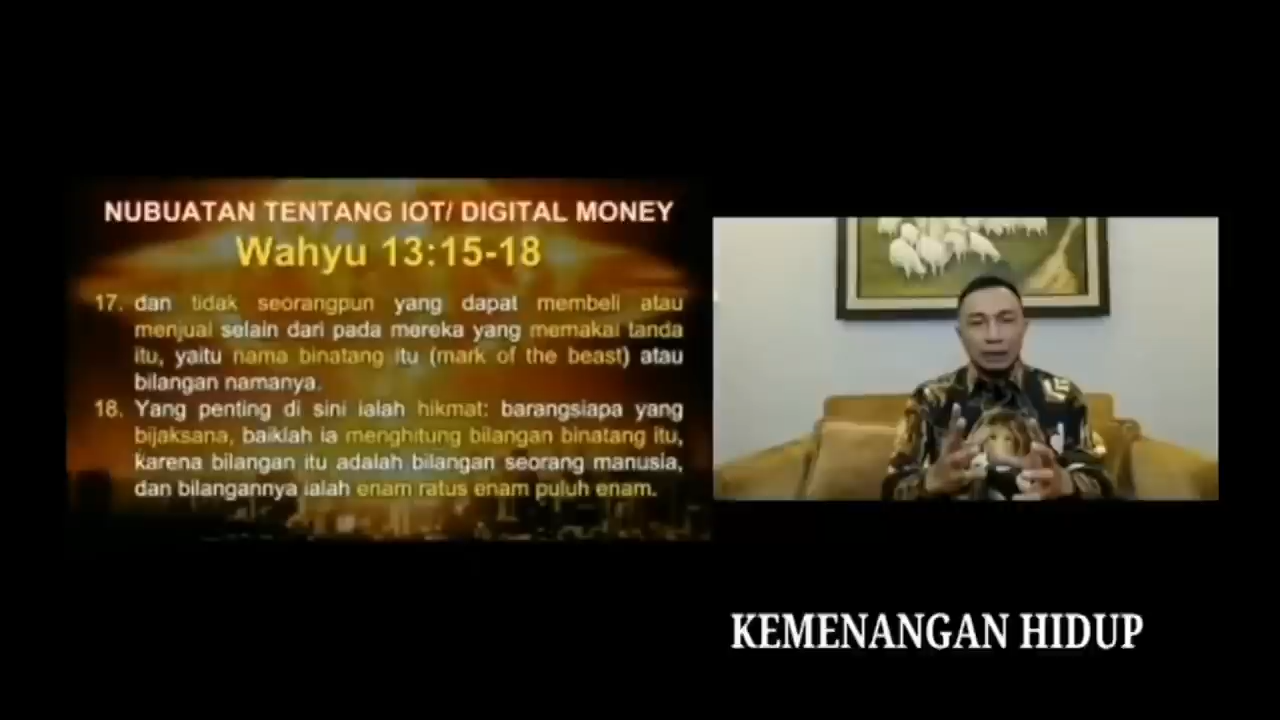 NUBUATAN TENTANG IOT/ DIGITAL MONEY
Wahyu 13:15-18
17. dan tidak seorangpun yang dapat membeli atau
menjual selain dari pada mereka yang memakai tanda
itu, yaitu nama binatang itu (mark of the beast) atau
bilangan namanya.
18. Yang penting di sini ialah hikmat: barangsiapa yang
bijaksana, baiklah ia menghitung bilangan binatang itu,
karena bilangan itu adalah bilangan seorang manusia,
dan bilangannya ialah enam ratus enam puluh enam.
KEMENANGAN HIDUP